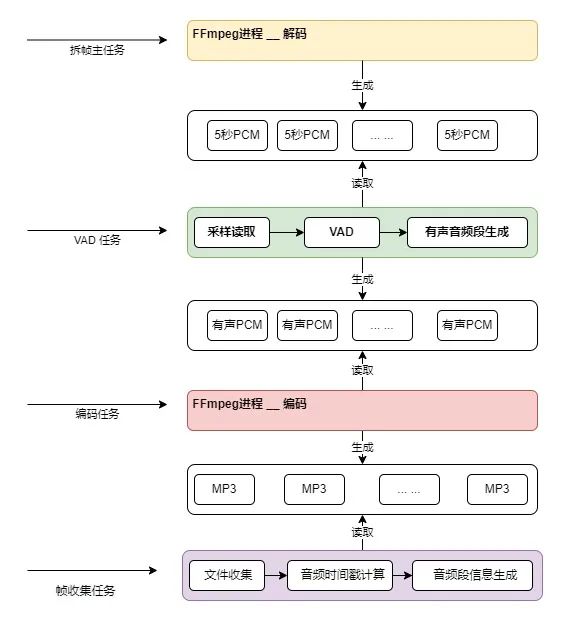 FFmpeg进程 __ 解码
拆帧主任务
生成
5秒PCM 5秒PCM ... ... 5秒PCM
读取
采样读取 VAD 有声音频段生成
VAD 任务
生成
有声PCM 有声PCM ... ... 有声PCM
读取
FFmpeg进程 __ 编码
编码任务
生成
MP3 MP3 ... ... MP3
读取
文件收集 音频时间戳计算 音频段信息生成
帧收集任务